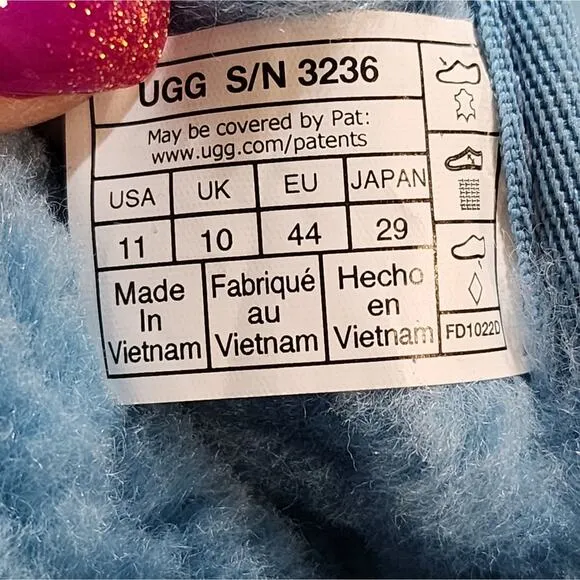 UGG S/N 3236
May be covered by Pat:
www.ugg.com/patents
USA UK EU JAPAN
11 10 44 29
Made In Vietnam
Fabriqué au Vietnam
Hecho en Vietnam
FD1022D